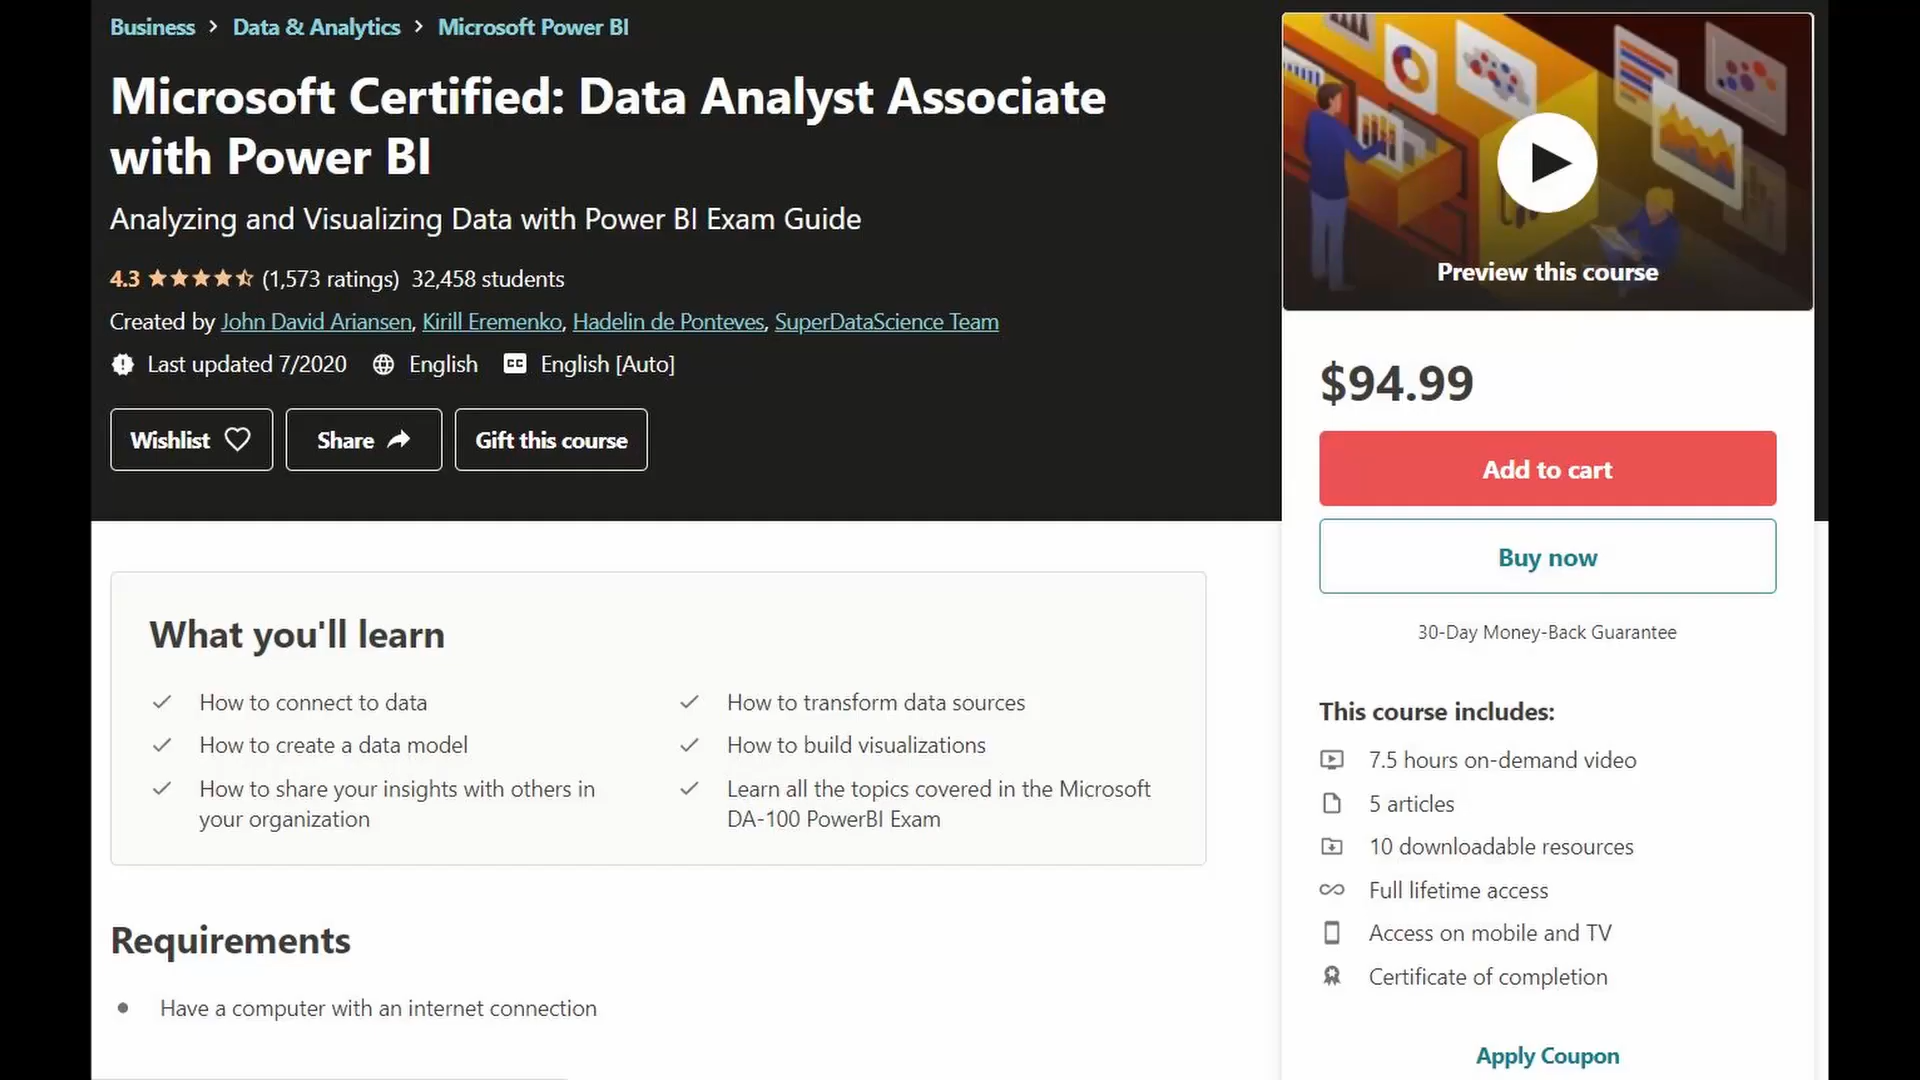 Business > Data & Analytics > Microsoft Power BI
Microsoft Certified: Data Analyst Associate
with Power BI
Analyzing and Visualizing Data with Power BI Exam Guide
4.3 (1,573 ratings) 32,458 students
Created by John David Ariansen, Kirill Eremenko, Hadelin de Ponteves, SuperDataScience Team
Last updated 7/2020 English CC English [Auto]
Wishlist Share Gift this course
Preview this course
$94.99
Add to cart
Buy now
30-Day Money-Back Guarantee
This course includes:
7.5 hours on-demand video
5 articles
10 downloadable resources
Full lifetime access
Access on mobile and TV
Certificate of completion
Apply Coupon
What you'll learn
How to connect to data
How to create a data model
How to share your insights with others in
your organization
How to transform data sources
How to build visualizations
Learn all the topics covered in the Microsoft
DA-100 PowerBI Exam
Requirements
Have a computer with an internet connection